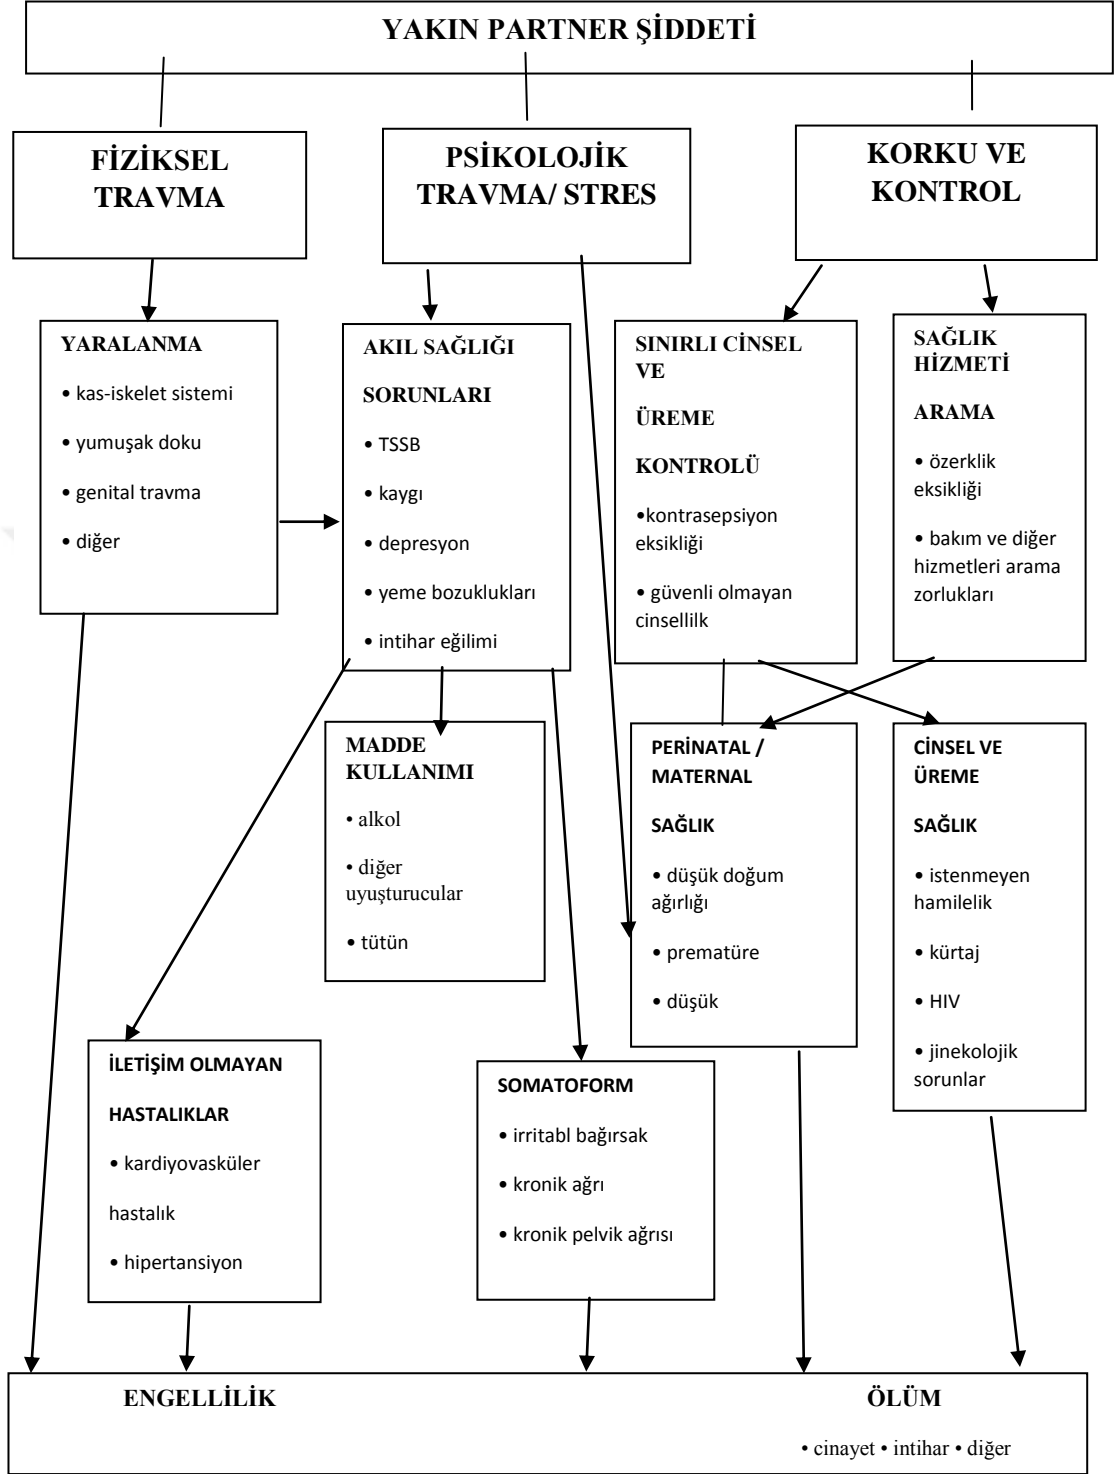 YAKIN PARTNER ŞİDDETİ
FİZİKSEL
TRAVMA
PSİKOLOJİK
TRAVMA/ STRES
KORKU VE
KONTROL
YARALANMA
• kas-iskelet sistemi
• yumuşak doku
• genital travma
• diğer
AKIL SAĞLIĞI
SORUNLARI
• TSSB
• kaygı
• depresyon
• yeme bozuklukları
• intihar eğilimi
SINIRLI CİNSEL
VE
ÜREME
KONTROLÜ
•kontrasepsiyon
eksikliği
• güvenli olmayan
cinsellilk
SAĞLIK
HİZMETİ
ARAMA
• özerklik
eksikliği
• bakım ve diğer
hizmetleri arama
zorlukları
MADDE
KULLANIMI
• alkol
• diğer
uyuşturucular
• tütün
PERİNATAL /
MATERNAL
SAĞLIK
• düşük doğum
ağırlığı
• prematüre
• düşük
CİNSEL VE
ÜREME
SAĞLIK
• istenmeyen
hamilelik
• kürtaj
• HIV
• jinekolojik
sorunlar
İLETİŞİM OLMAYAN
HASTALIKLAR
• kardiyovasküler
hastalık
• hipertansiyon
SOMATOFORM
• irritabl bağırsak
• kronik ağrı
• kronik pelvik ağrısı
ENGELLİLİK
ÖLÜM
• cinayet • intihar • diğer